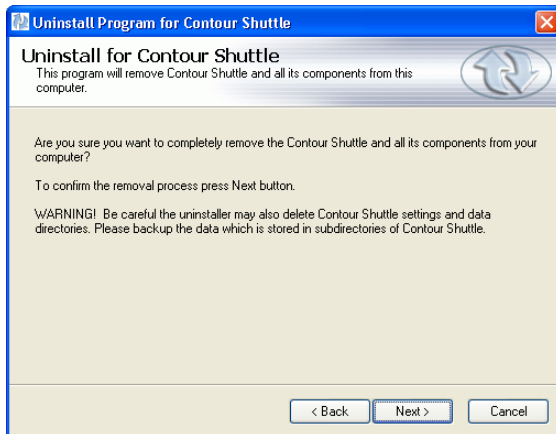 Uninstall Program for Contour Shuttle
Uninstall for Contour Shuttle
This program will remove Contour Shuttle and all its components from this
computer.
Are you sure you want to completely remove the Contour Shuttle and all its components from your
computer?
To confirm the removal process press Next button.
WARNING! Be careful the uninstaller may also delete Contour Shuttle settings and data
directories. Please backup the data which is stored in subdirectories of Contour Shuttle.
< Back
Next >
Cancel